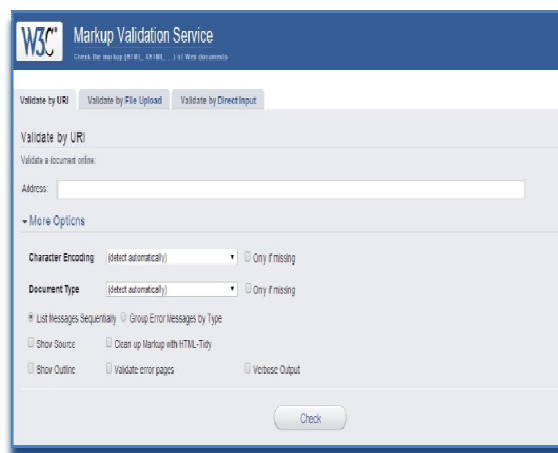 W3C Markup Validation Service
Check the markup (HTML, XHTML, ...) of Web documents
Validate by URI Validate by File Upload Validate by Direct Input
Validate by URI
Validate a document online:
Address:
More Options
Character Encoding (detect automatically) Only if missing
Document Type (detect automatically) Only if missing
List Messages Sequentially Group Error Messages by Type
Show Source Clean up Markup with HTML-Tidy
Show Outline Validate error pages Verbose Output
Check